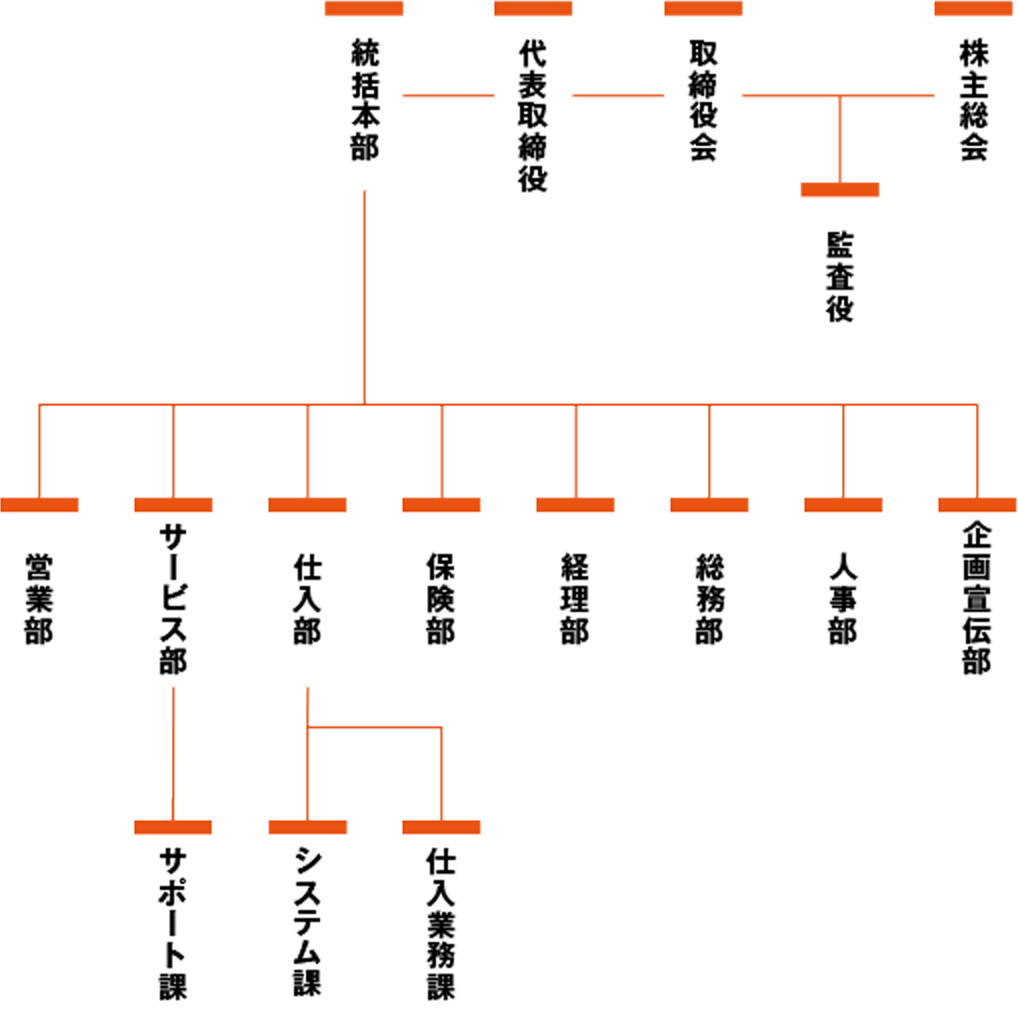 統括本部
代表取締役
取締役会
株主総会
監査役
営業部
サービス部
仕入部
保険部
経理部
総務部
人事部
企画宣伝部
サポート課
システム課
仕入業務課